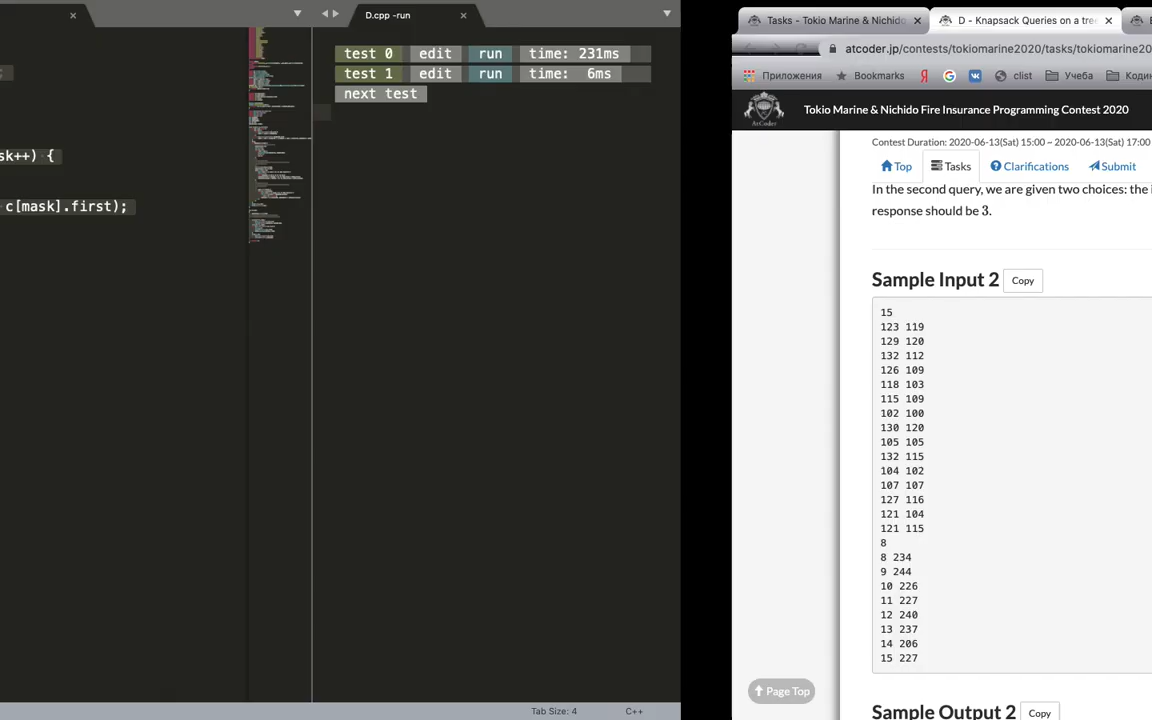 D.cpp -run
test 0 edit run time: 231ms
test 1 edit run time: 6ms
next test
sk++) {
c[mask].first);
;
Tab Size: 4
C++
Tasks - Tokio Marine & Nichido
D - Knapsack Queries on a tree
atcoder.jp/contests/tokiomarine2020/tasks/tokiomarine20
Приложения
Bookmarks
Я
G
clist
Учеба
AtCoder
Tokio Marine & Nichido Fire Insurance Programming Contest 2020
Contest Duration: 2020-06-13(Sat) 15:00 ~ 2020-06-13(Sat) 17:00
Top Tasks Clarifications Submit
In the second query, we are given two choices: the
response should be 3.
Sample Input 2 Copy
15
123 119
129 120
132 112
126 109
118 103
115 109
102 100
130 120
105 105
132 115
104 102
107 107
127 116
121 104
121 115
8
8 234
9 244
10 226
11 227
12 240
13 237
14 206
15 227
Page Top
Sample Output 2 Copy